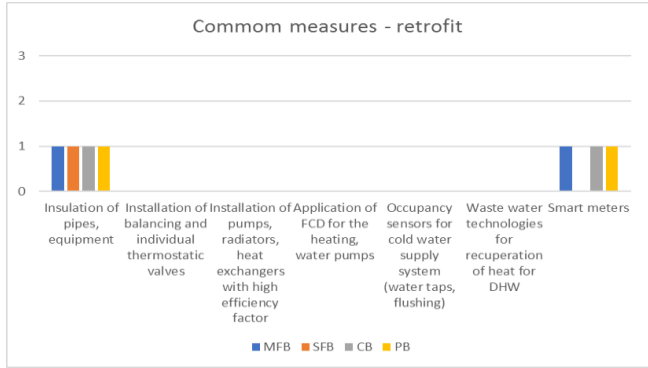 Commom measures - retrofit
3
2
1
0
Insulation of
pipes,
equipment
Installation of
balancing and
individual
thermostatic
valves
Installation of
pumps,
radiators,
heat
exchangers
with high
efficiency
factor
Application of
FCD for the
heating,
water pumps
Occupancy
sensors for
cold water
supply
system
(water taps,
flushing)
Waste water
technologies
for
recuperation
of heat for
DHW
Smart meters
MFB SFB CB PB